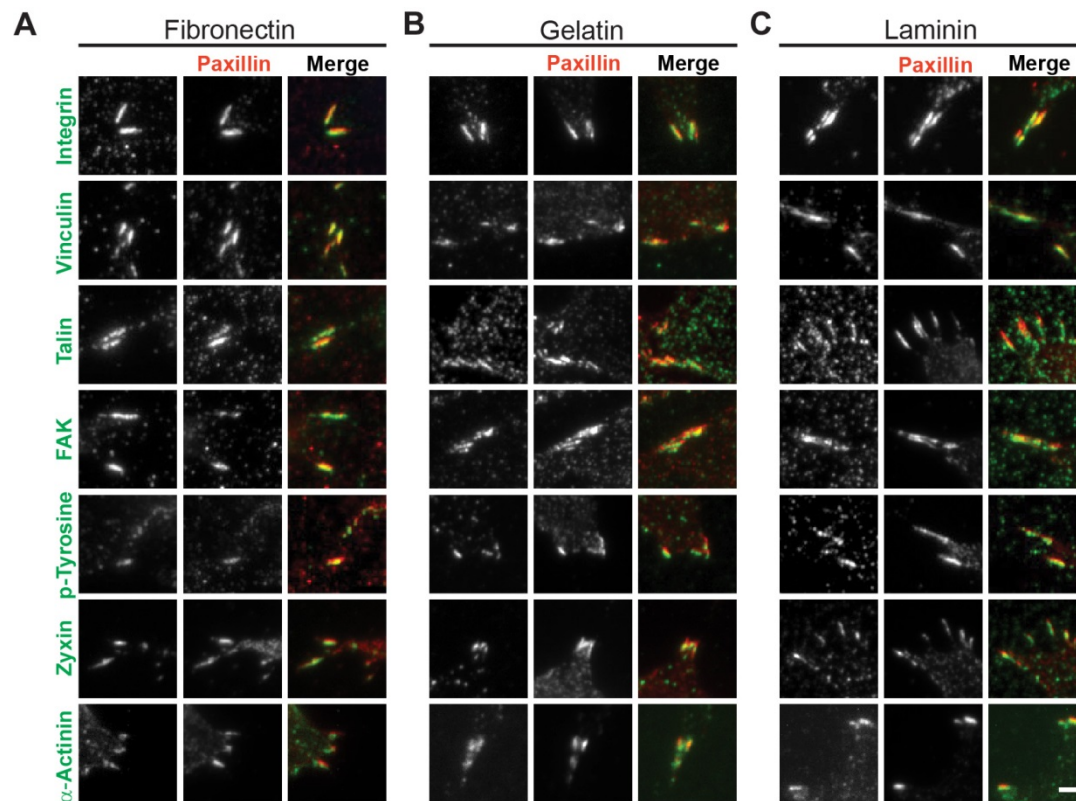 A Fibronectin B Gelatin C Laminin
Paxillin Merge Paxillin Merge Paxillin Merge
Integrin
Vinculin
Talin
FAK
p-Tyrosine
Zyxin
α-Actinin